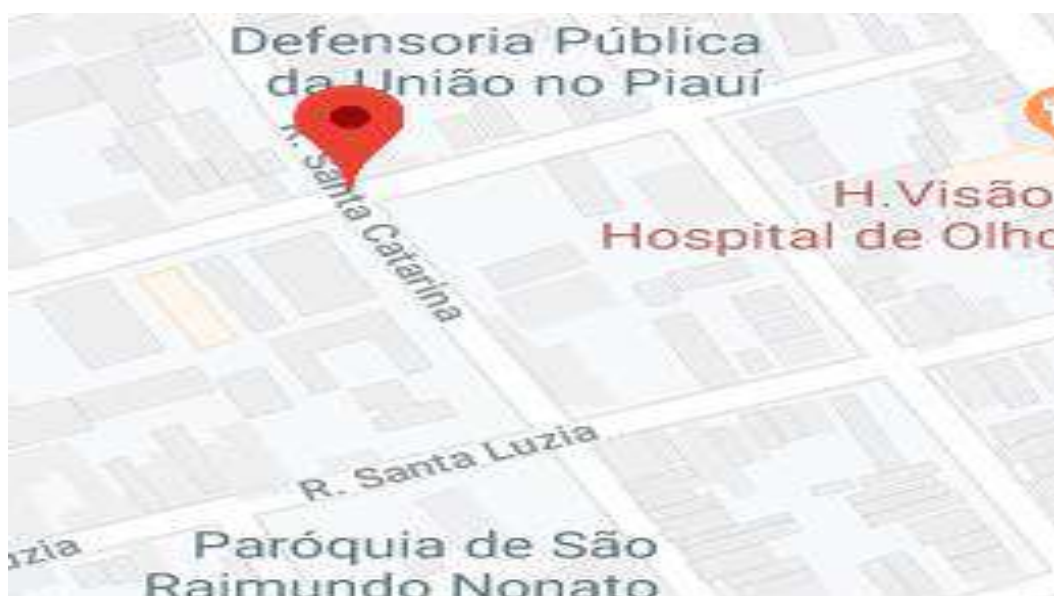 Defensoria Pública
da União no Piauí
R. Santa Catarina
H.Visão
Hospital de Olho
R. Santa Luzia
uzia
Paróquia de São
Raimundo Nonato